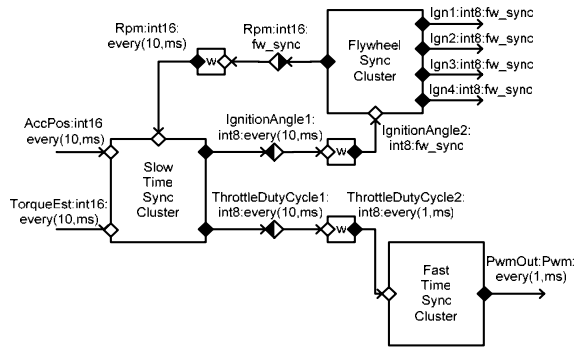 Rpm:int16:
every(10,ms)
Rpm:int16:
fw_sync
w
Flywheel
Sync
Cluster
Ign1:int8:fw_sync
Ign2:int8:fw_sync
Ign3:int8:fw_sync
Ign4:int8:fw_sync
AccPos:int16
every(10,ms)
TorqueEst:int16:
every(10,ms)
Slow
Time
Sync
Cluster
IgnitionAngle1:
int8:every(10,ms)
w
IgnitionAngle2:
int8:fw_sync
ThrottleDutyCycle1:
int8:every(10,ms)
w
ThrottleDutyCycle2:
int8:every(1,ms)
Fast
Time
Sync
Cluster
PwmOut:Pwm:
every(1,ms)